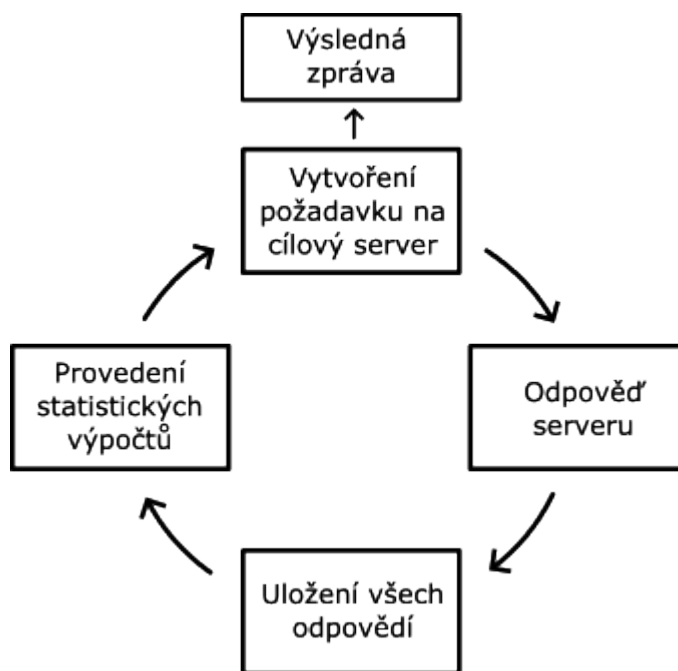 Výsledná
zpráva
Vytvoření
požadavku na
cílový server
Provedení
statistických
výpočtů
Odpověď
serveru
Uložení všech
odpovědí